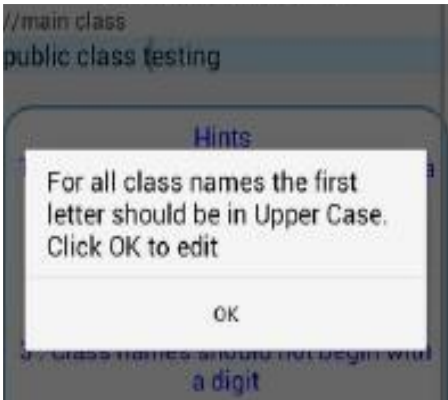 //main class
public class testing
Hints
For all class names the first
letter should be in Upper Case.
Click OK to edit
OK
3 . Class names should not begin with
a digit